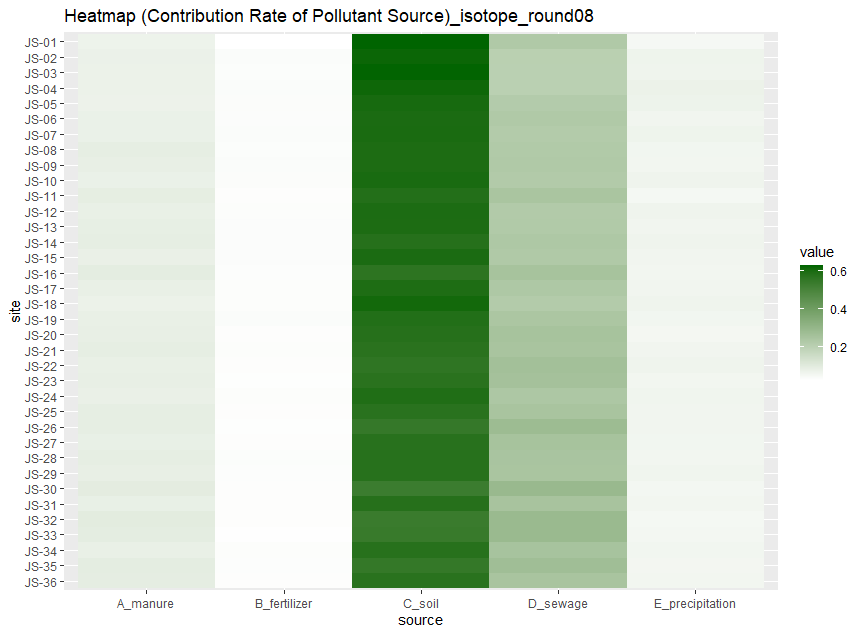 Heatmap (Contribution Rate of Pollutant Source)_isotope_round08
site
JS-01
JS-02
JS-03
JS-04
JS-05
JS-06
JS-07
JS-08
JS-09
JS-10
JS-11
JS-12
JS-13
JS-14
JS-15
JS-16
JS-17
JS-18
JS-19
JS-20
JS-21
JS-22
JS-23
JS-24
JS-25
JS-26
JS-27
JS-28
JS-29
JS-30
JS-31
JS-32
JS-33
JS-34
JS-35
JS-36
A_manure B_fertilizer C_soil D_sewage E_precipitation
source
value
0.6
0.4
0.2